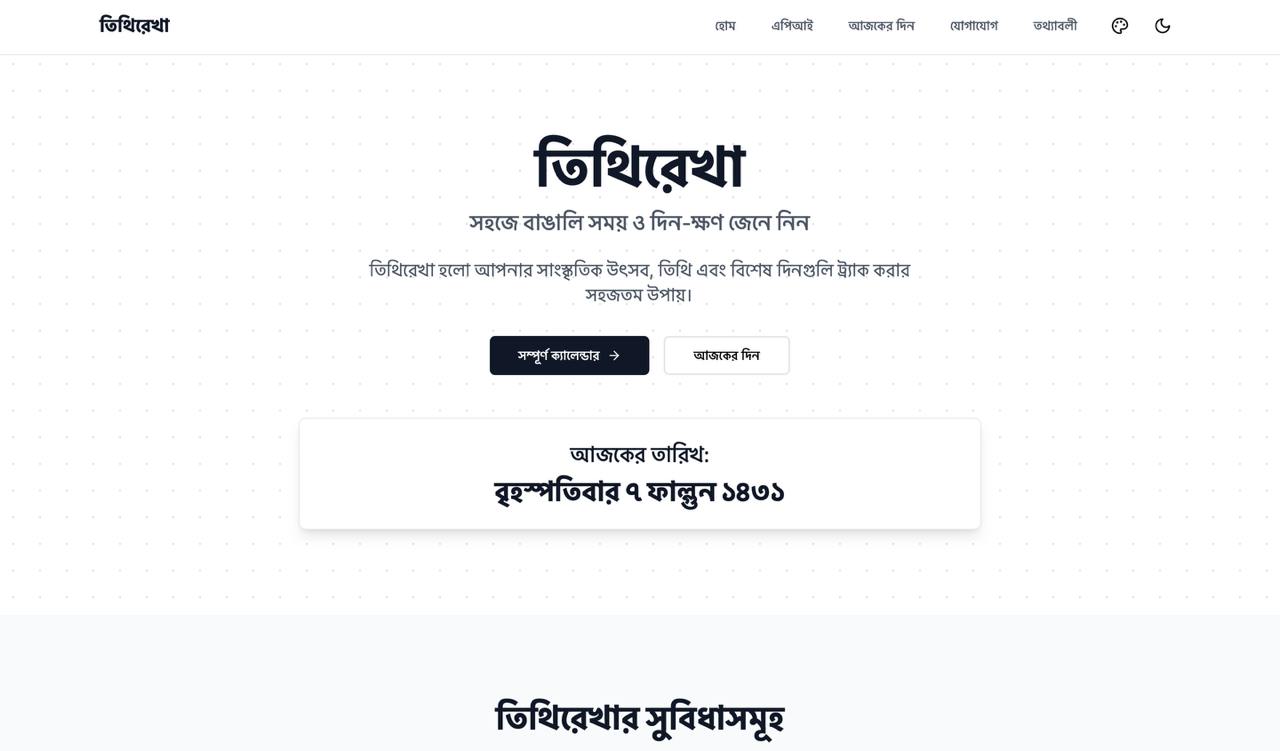 তিথিরেখা
হোম
এপিআই
আজকের দিন
যোগাযোগ
তথ্যাবলী
তিথিরেখা
সহজে বাঙালি সময় ও দিন-ক্ষণ জেনে নিন
তিথিরেখা হলো আপনার সাংস্কৃতিক উৎসব, তিথি এবং বিশেষ দিনগুলি ট্র্যাক করার
সহজতম উপায়।
সম্পূর্ণ ক্যালেন্ডার
আজকের দিন
আজকের তারিখ:
বৃহস্পতিবার ৭ ফাল্গুন ১৪৩১
তিথিরেখার সুবিধাসমূহ